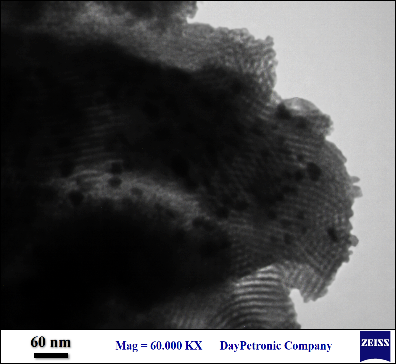 60 nm
Mag = 60.000 KX
DayPetronic Company
ZEISS